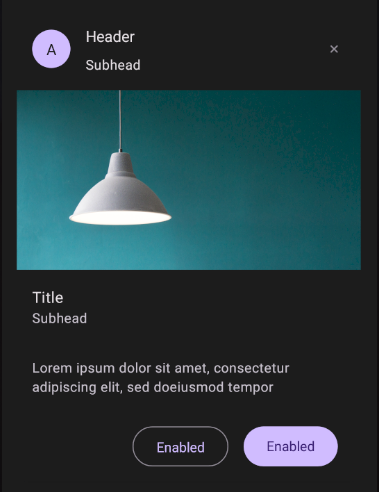 A
Header
Subhead
Title
Subhead
Lorem ipsum dolor sit amet, consectetur
adipiscing elit, sed doeiusmod tempor
Enabled
Enabled